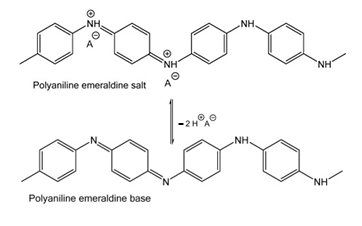 ⊕
NH
NH
A ⊖
⊕
NH
NH
A ⊖
Polyaniline emeraldine salt
− 2 H ⊕ A ⊖
N
NH
N
NH
Polyaniline emeraldine base